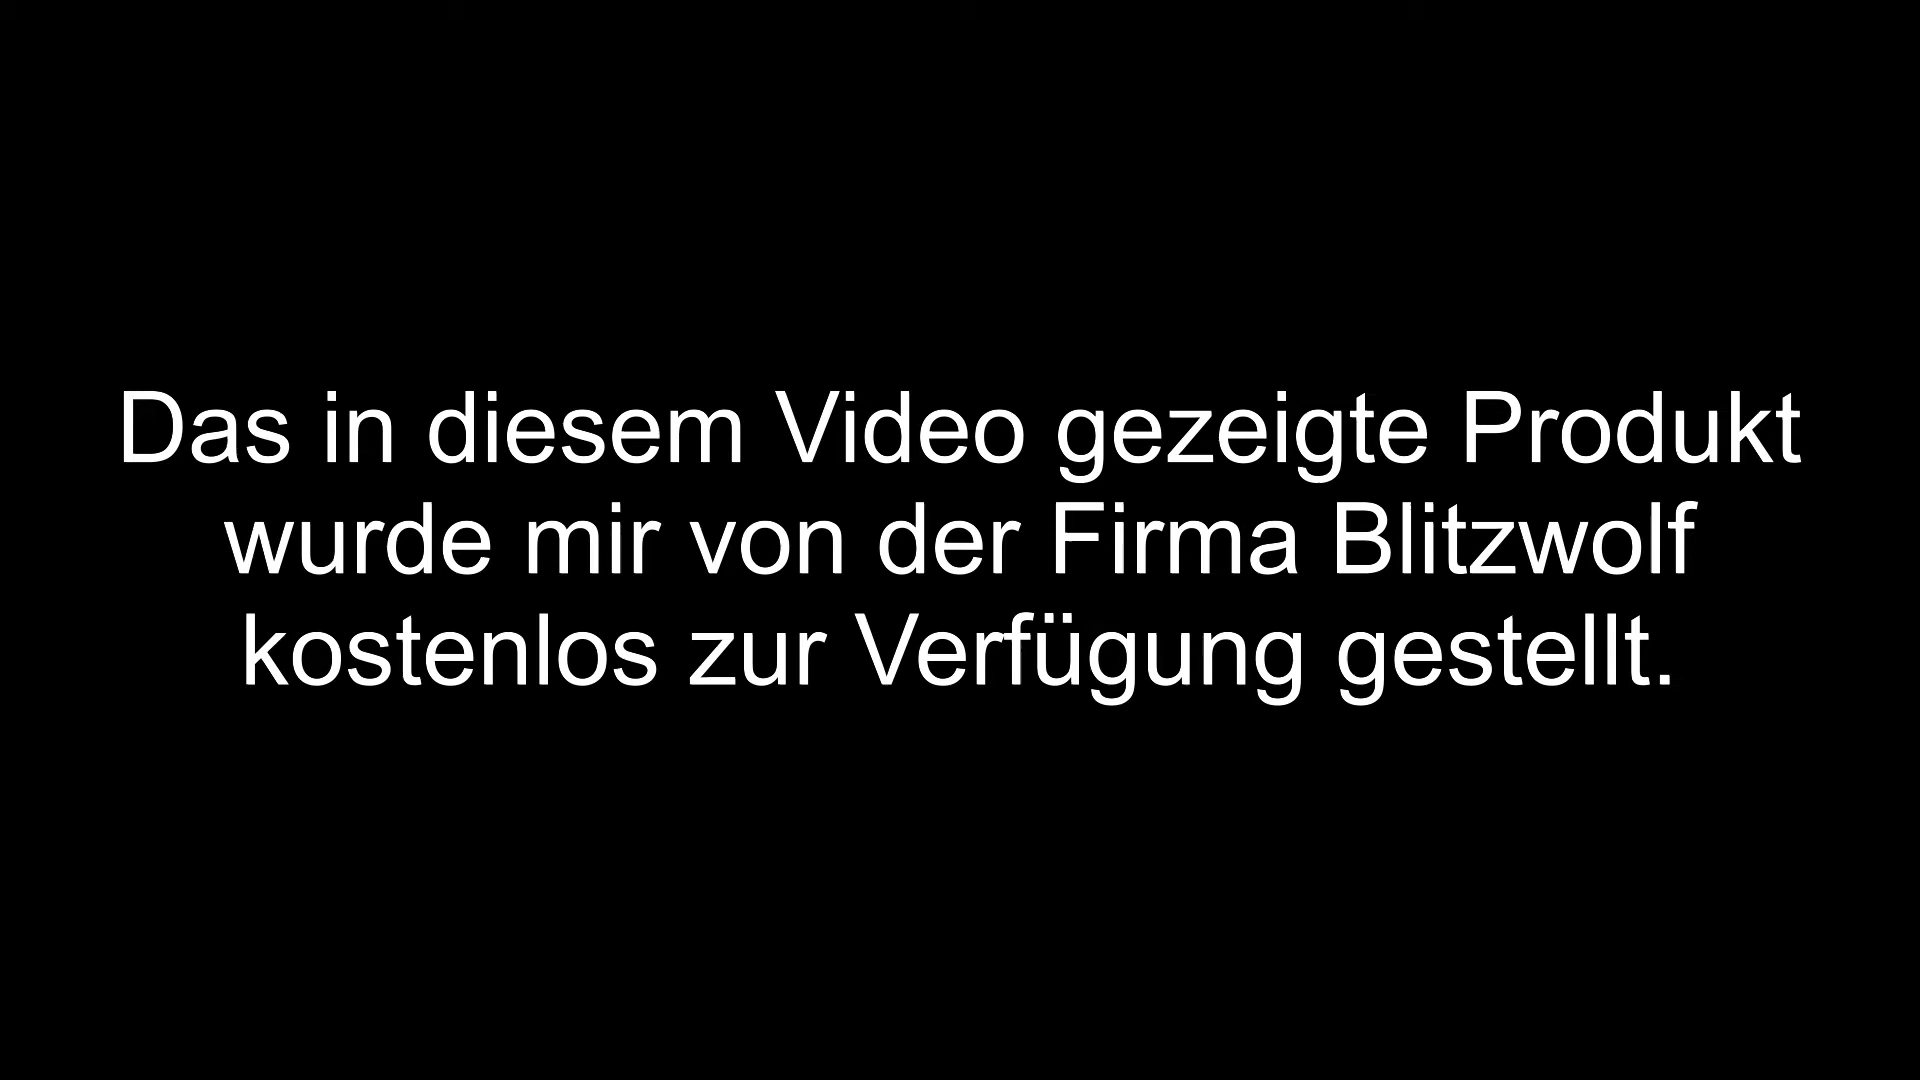 Das in diesem Video gezeigte Produkt
wurde mir von der Firma Blitzwolf
kostenlos zur Verfügung gestellt.